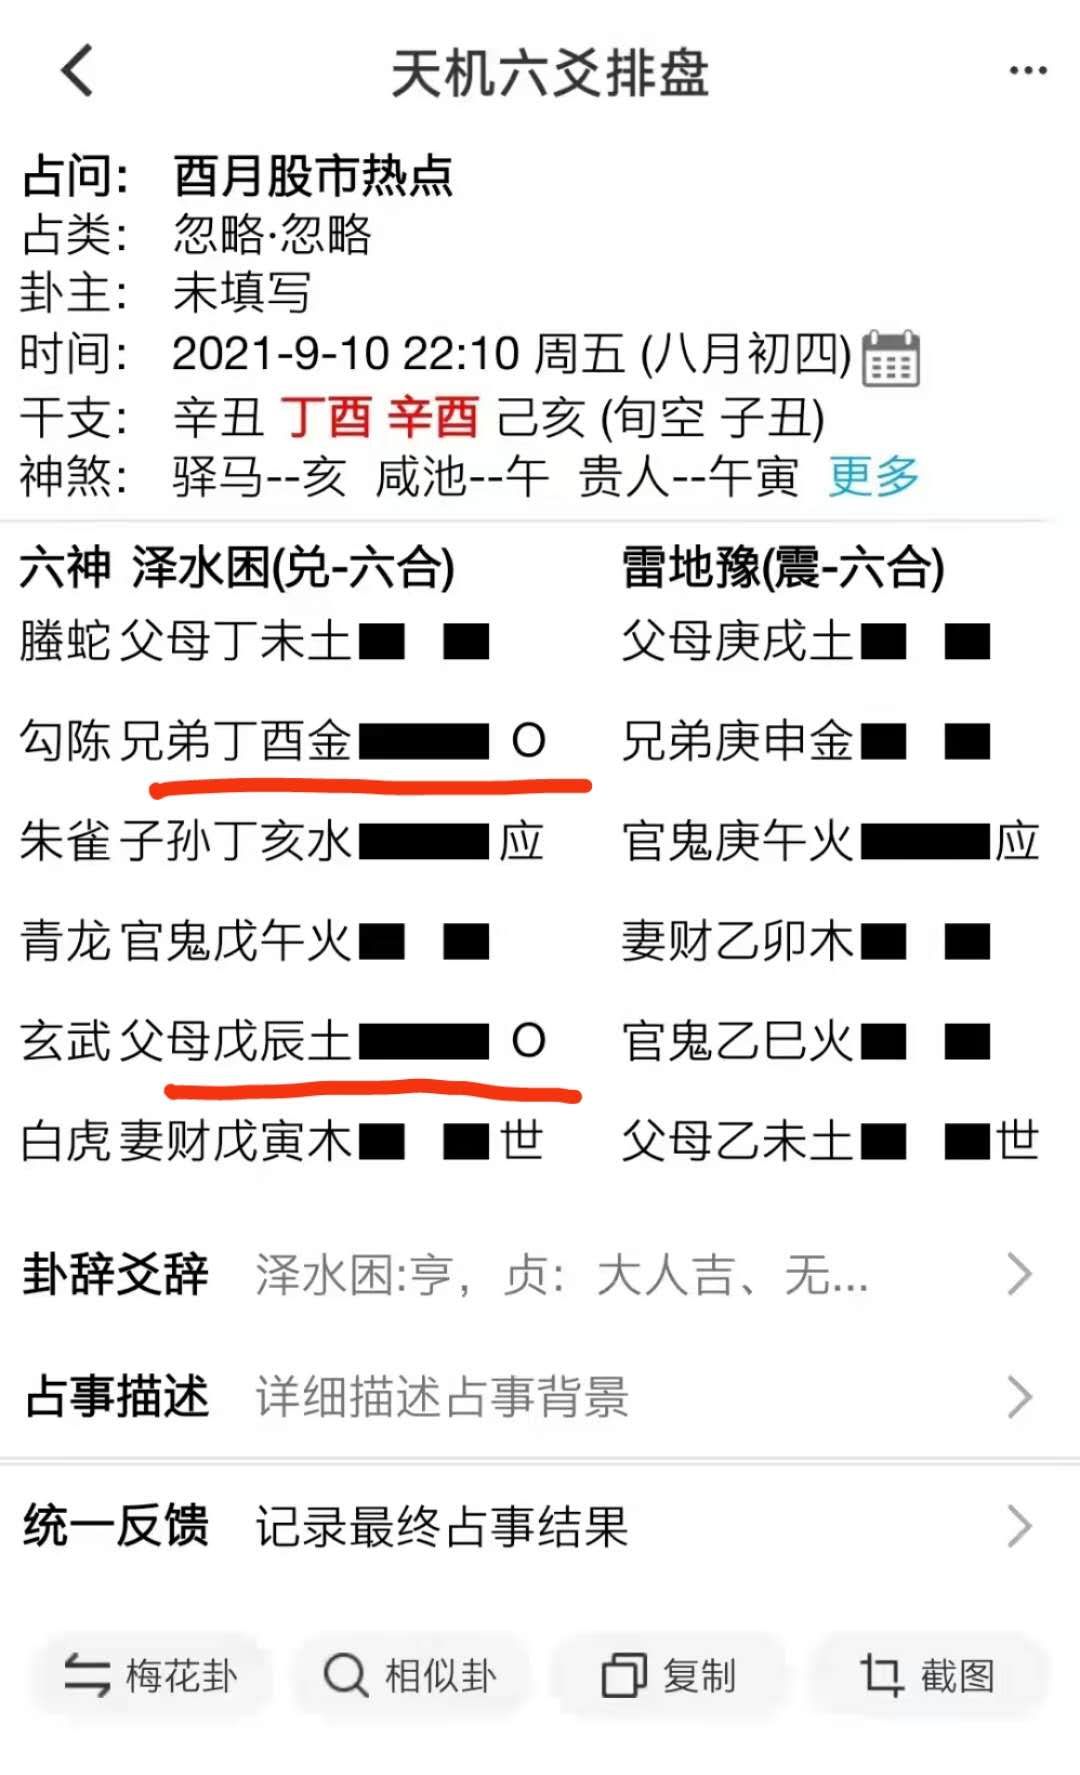 天机六爻排盘
占问： 酉月股市热点
占类： 忽略·忽略
卦主： 未填写
时间： 2021-9-10 22:10 周五 (八月初四)
干支： 辛丑 丁酉 辛酉 己亥 (旬空 子丑)
神煞： 驿马--亥 咸池--午 贵人--午寅 更多
六神 泽水困(兑-六合) 雷地豫(震-六合)
螣蛇 父母丁未土 父母庚戌土
勾陈 兄弟丁酉金 O 兄弟庚申金
朱雀 子孙丁亥水 应 官鬼庚午火 应
青龙 官鬼戊午火 妻财乙卯木
玄武 父母戊辰土 O 官鬼乙巳火
白虎 妻财戊寅木 世 父母乙未土 世
卦辞爻辞 泽水困:亨，贞：大人吉、无...
占事描述 详细描述占事背景
统一反馈 记录最终占事结果
梅花卦 相似卦 复制 截图